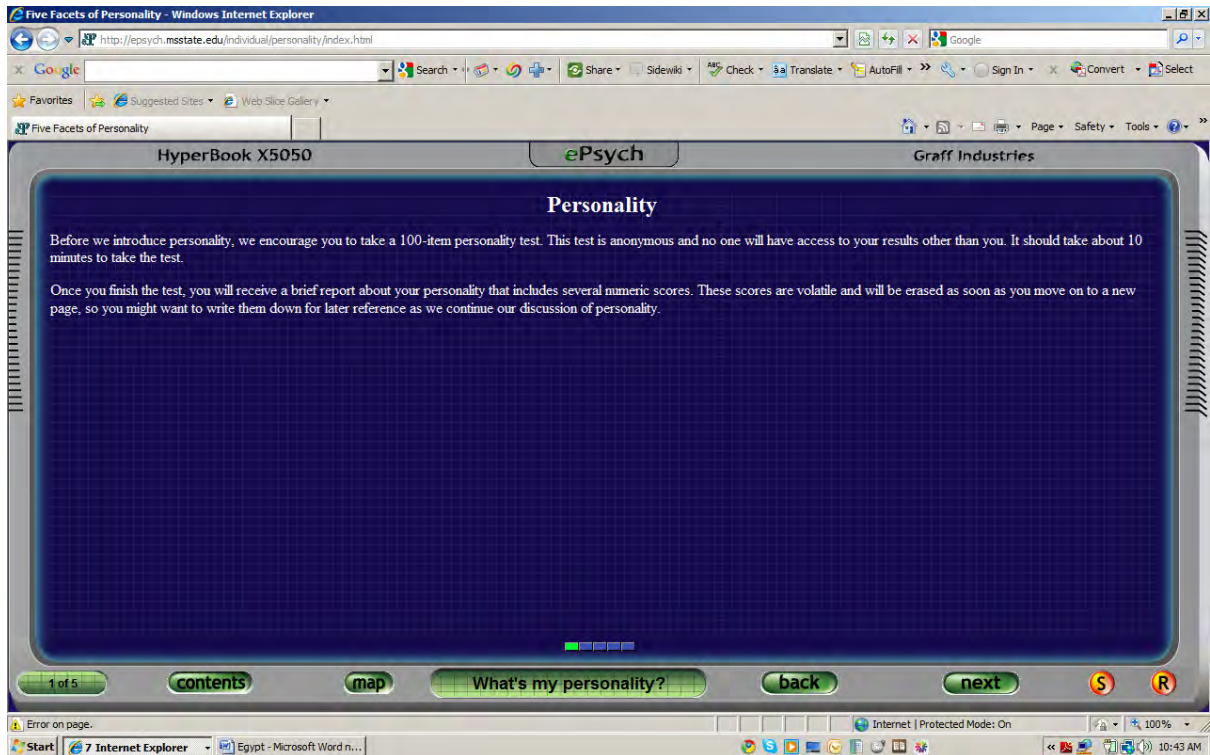 Five Facets of Personality - Windows Internet Explorer
http://epsych.msstate.edu/individual/personality/index.html
Google
x Google Search Share Sidewiki Check Translate AutoFill >> Sign In x Convert Select
Favorites Suggested Sites Web Slice Gallery
Five Facets of Personality Page Safety Tools >>
HyperBook X5050 ePsych Graff Industries
Personality
Before we introduce personality, we encourage you to take a 100-item personality test. This test is anonymous and no one will have access to your results other than you. It should take about 10
minutes to take the test.
Once you finish the test, you will receive a brief report about your personality that includes several numeric scores. These scores are volatile and will be erased as soon as you move on to a new
page, so you might want to write them down for later reference as we continue our discussion of personality.
1 of 5 contents map What's my personality? back next S R
Error on page. Internet | Protected Mode: On 100%
Start 7 Internet Explorer Egypt - Microsoft Word n... « 10:43 AM